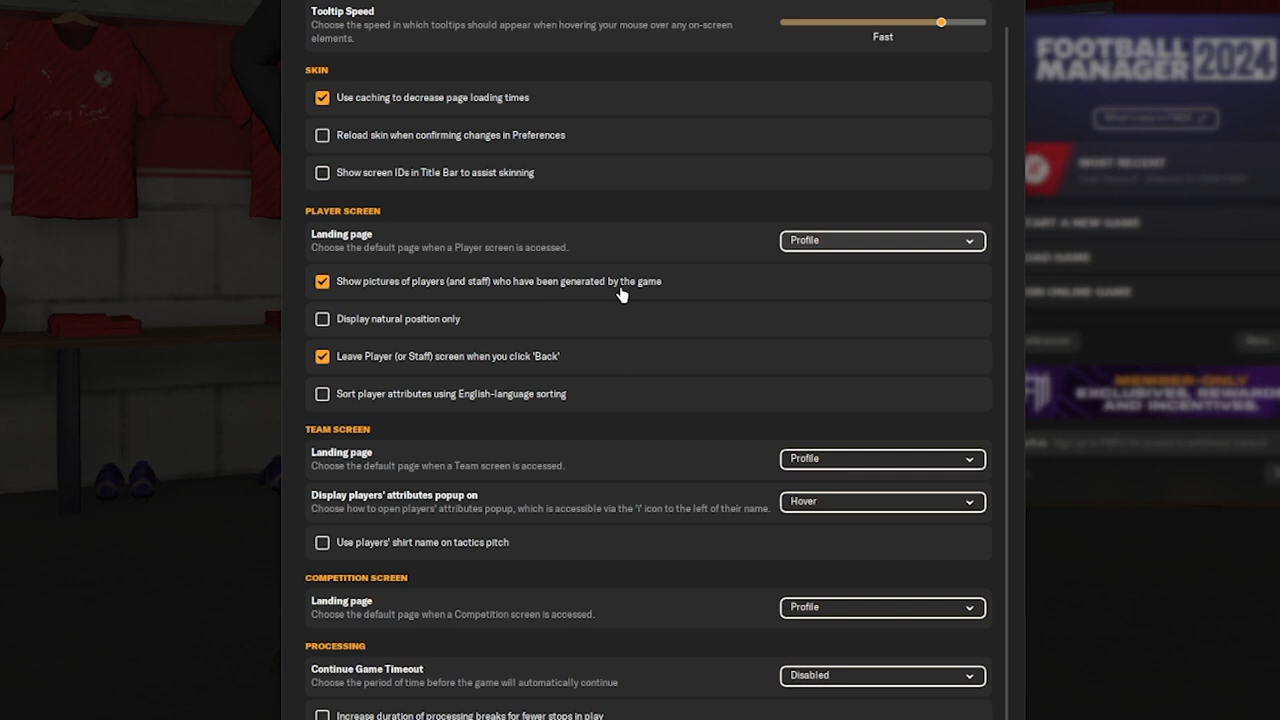 Tooltip Speed
Choose the speed in which tooltips should appear when hovering your mouse over any on-screen
elements.
Fast
SKIN
Use caching to decrease page loading times
Reload skin when confirming changes in Preferences
Show screen IDs in Title Bar to assist skinning
PLAYER SCREEN
Landing page
Choose the default page when a Player screen is accessed.
Profile
Show pictures of players (and staff) who have been generated by the game
Display natural position only
Leave Player (or Staff) screen when you click 'Back'
Sort player attributes using English-language sorting
TEAM SCREEN
Landing page
Choose the default page when a Team screen is accessed.
Profile
Display players' attributes popup on
Choose how to open players' attributes popup, which is accessible via the 'i' icon to the left of their name.
Hover
Use players' shirt name on tactics pitch
COMPETITION SCREEN
Landing page
Choose the default page when a Competition screen is accessed.
Profile
PROCESSING
Continue Game Timeout
Choose the period of time before the game will automatically continue
Disabled
Increase duration of processing breaks for fewer stops in play
FOOTBALL
MANAGER 2024
What's new in FM24
MOST RECENT
TART A NEW GAME
OAD GAME
IN ONLINE GAME
MEMBER-ONLY
EXCLUSIVES, REWARD
AND INCENTIVES.